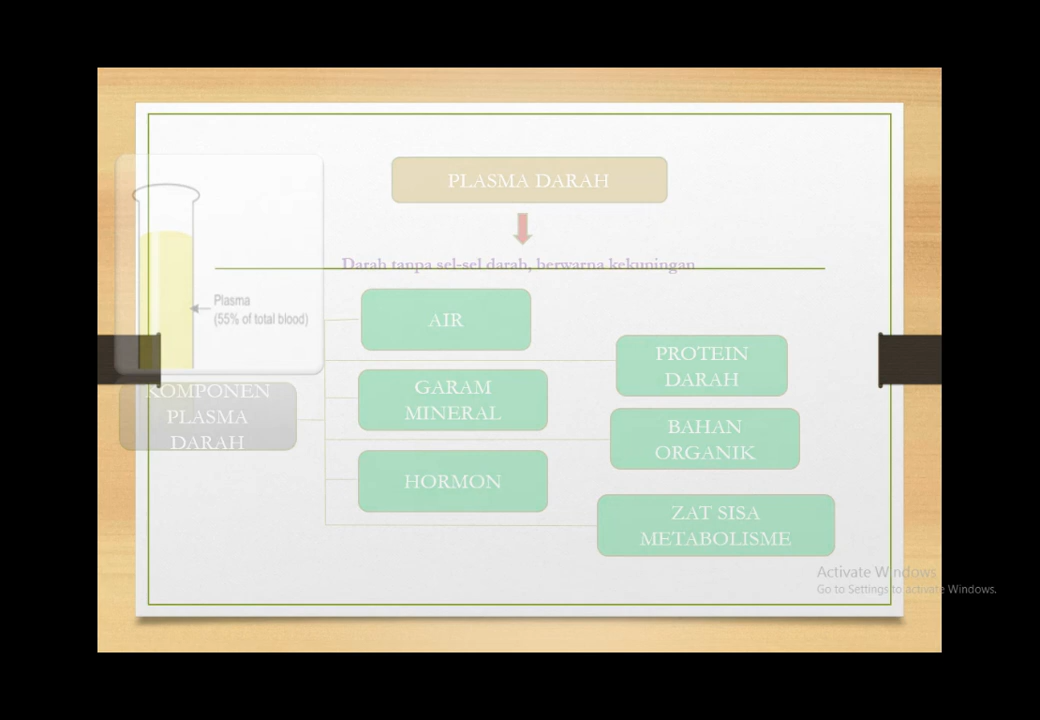 PLASMA DARAH
Darah tanpa sel-sel darah, berwarna kekuningan
Plasma
(55% of total blood)
KOMPONEN
PLASMA
DARAH
AIR
GARAM
MINERAL
HORMON
PROTEIN
DARAH
BAHAN
ORGANIK
ZAT SISA
METABOLISME
Activate Windows
Go to Settings to activate Windows.